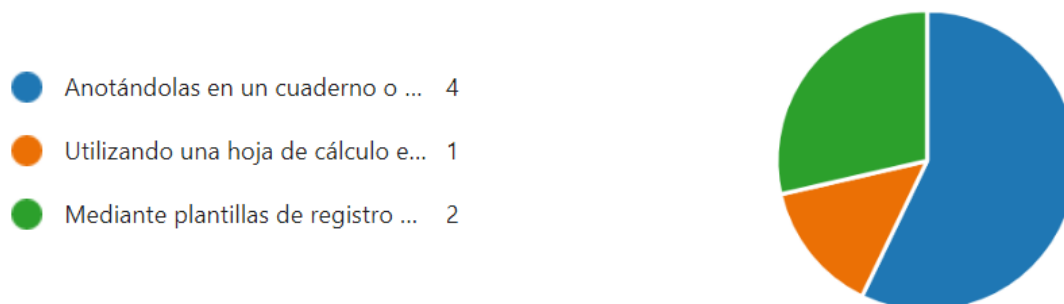 Anotándolas en un cuaderno o ... 4
Utilizando una hoja de cálculo e... 1
Mediante plantillas de registro ... 2